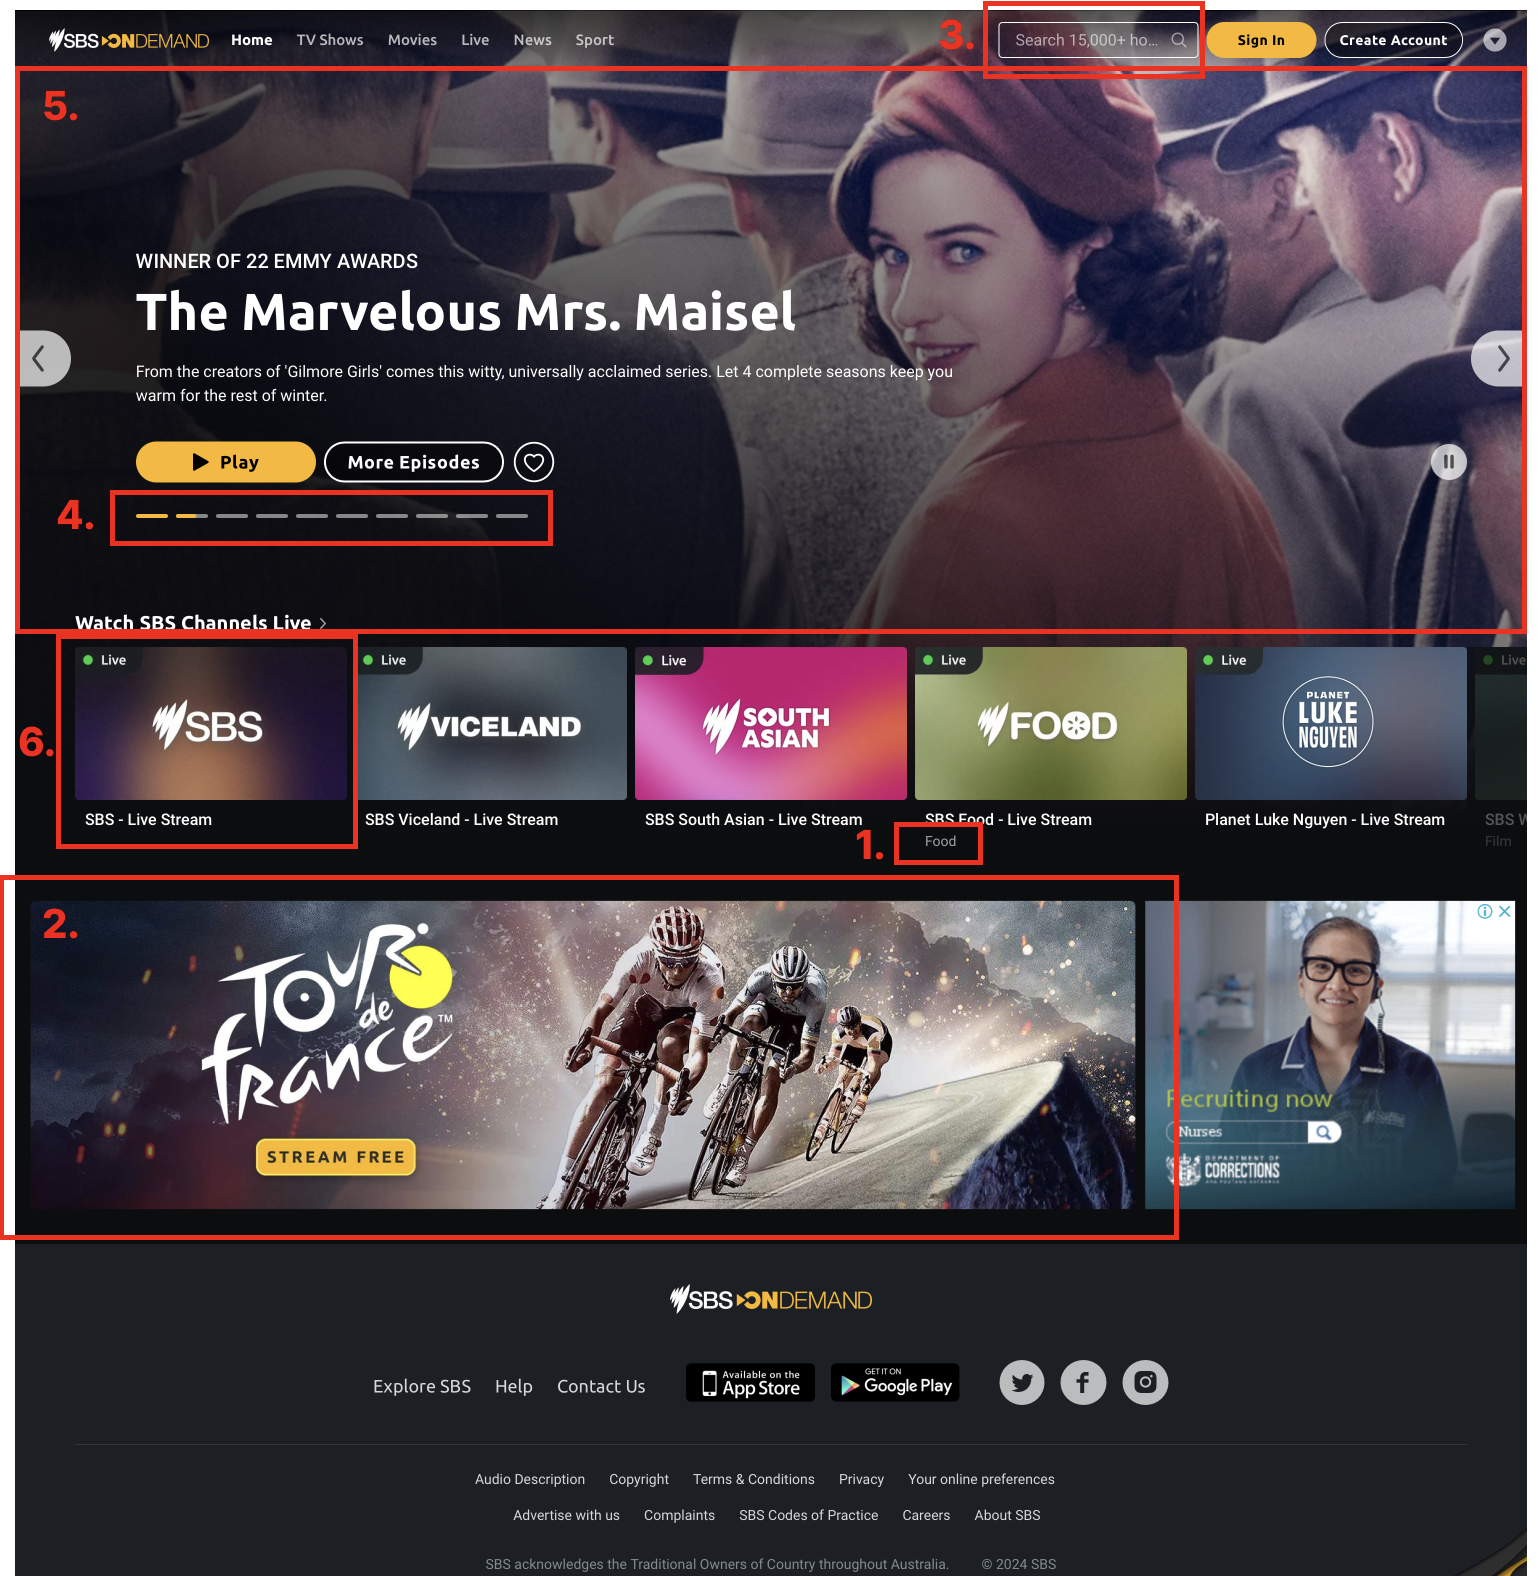 SBS ONDEMAND Home TV Shows Movies Live News Sport 3. Search 15,000+ ho... Sign In Create Account
5.
WINNER OF 22 EMMY AWARDS
The Marvelous Mrs. Maisel
From the creators of 'Gilmore Girls' comes this witty, universally acclaimed series. Let 4 complete seasons keep you
warm for the rest of winter.
Play More Episodes
4.
Watch SBS Channels Live
6.
Live
SBS
SBS - Live Stream
Live
VICELAND
SBS Viceland - Live Stream
Live
SOUTH
ASIAN
SBS South Asian - Live Stream
Live
FOOD
SBS Food - Live Stream
1. Food
Live
PLANET
LUKE
NGUYEN
Planet Luke Nguyen - Live Stream
Live
SBS W
Film
2.
TOUR
de
france™
STREAM FREE
Recruiting now
Nurses
DEPARTMENT OF
CORRECTIONS
ARA POUTAMA AOTEAROA
SBS ONDEMAND
Explore SBS Help Contact Us
Available on the
App Store
GET IT ON
Google Play
Audio Description Copyright Terms & Conditions Privacy Your online preferences
Advertise with us Complaints SBS Codes of Practice Careers About SBS
SBS acknowledges the Traditional Owners of Country throughout Australia. © 2024 SBS